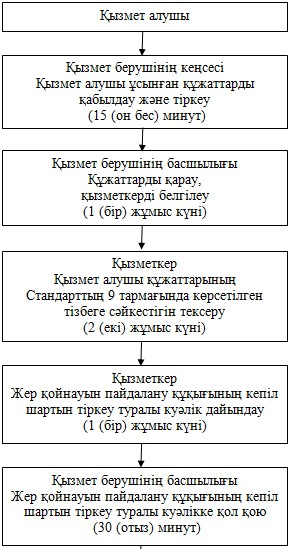 Қызмет алушы
Қызмет берушінің кеңсесі
Қызмет алушы ұсынған құжаттарды
қабылдау және тіркеу
(15 (он бес) минут)
Қызмет берушінің басшылығы
Құжаттарды қарау,
қызметкерді белгілеу
(1 (бір) жұмыс күні)
Қызметкер
Қызмет алушы құжаттарының
Стандарттың 9 тармағында көрсетілген
тізбеге сәйкестігін тексеру
(2 (екі) жұмыс күні)
Қызметкер
Жер қойнауын пайдалану құқығының кепіл
шартын тіркеу туралы куәлік дайындау
(1 (бір) жұмыс күні)
Қызмет берушінің басшылығы
Жер қойнауын пайдалану құқығының кепіл
шартын тіркеу туралы куәлікке қол қою
(30 (отыз) минут)